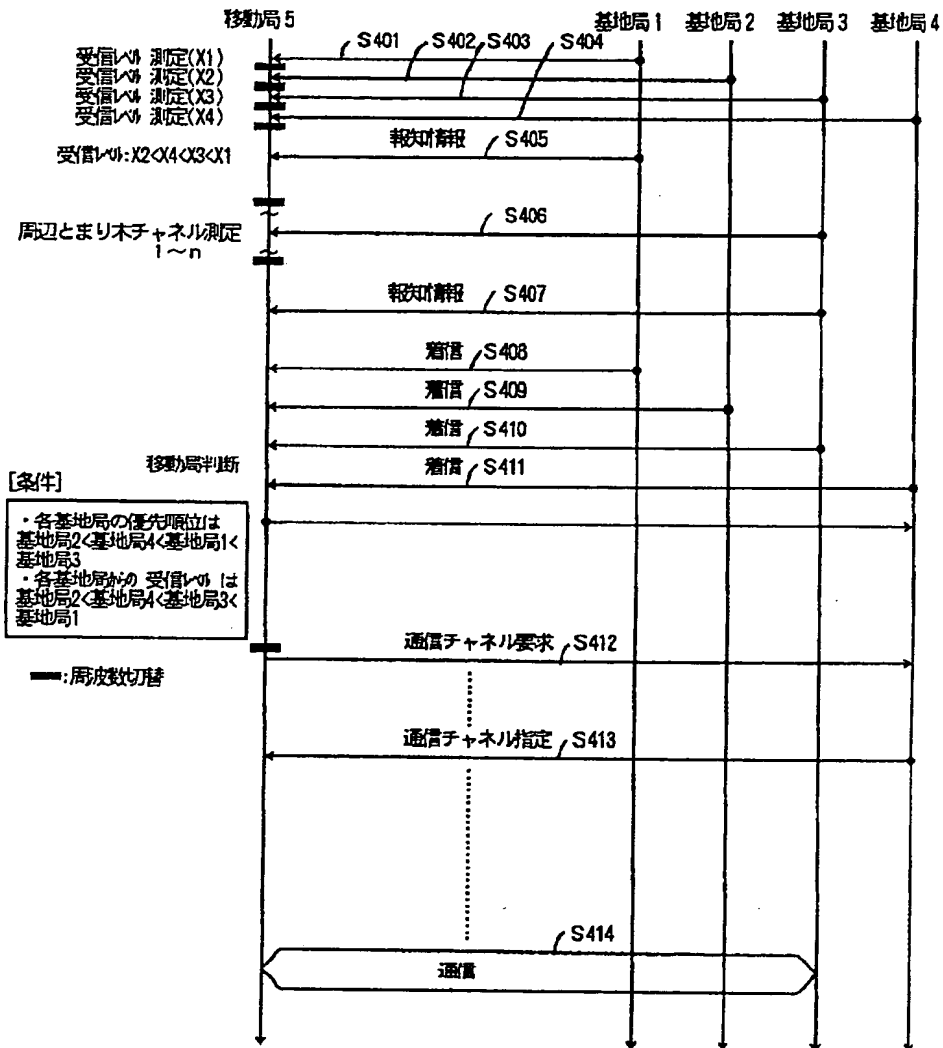 移動局5
基地局1
基地局2
基地局3
基地局4
S401
S402
S403
S404
受信レベル 測定(X1)
受信レベル 測定(X2)
受信レベル 測定(X3)
受信レベル 測定(X4)
報知情報
S405
受信レベル:X2<X4<X3<X1
S406
周辺とまり木チャネル測定
1～n
報知情報
S407
着信
S408
着信
S409
着信
S410
移動局判断
着信
S411
[条件]
・各基地局の優先順位は
基地局2<基地局4<基地局1<
基地局3
・各基地局からの 受信レベル は
基地局2<基地局4<基地局3<
基地局1
通信チャネル要求
S412
:周波数切替
通信チャネル指定
S413
S414
通信